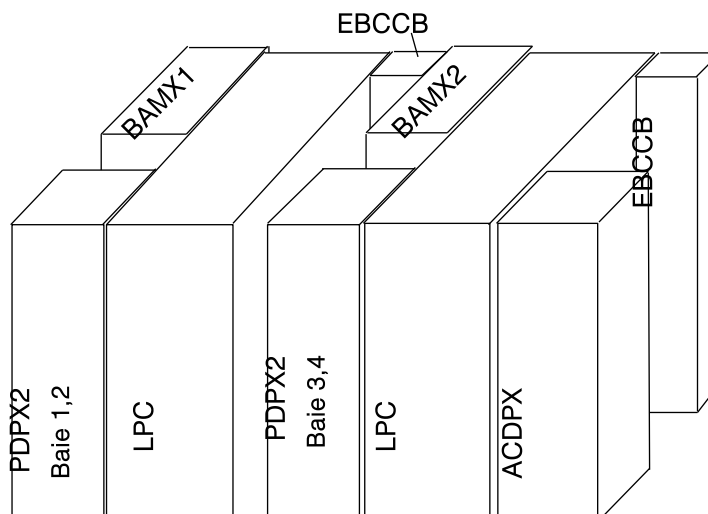 EBCCB
BAMX1
BAMX2
EBCCB
PDPX2
Baie 1,2
LPC
PDPX2
Baie 3,4
LPC
ACDPX